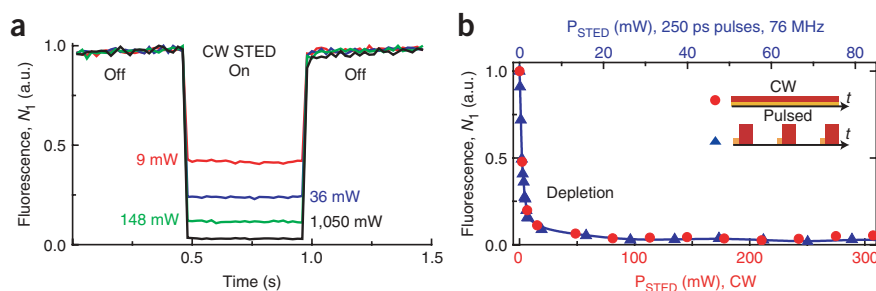 a
Fluorescence, N1 (a.u.)
1.0
0.5
0.0
Off
CW STED
On
Off
9 mW
36 mW
148 mW
1,050 mW
0.5
1.0
1.5
Time (s)
b
PSTED (mW), 250 ps pulses, 76 MHz
0
20
40
60
80
Fluorescence, N1 (a.u.)
1.0
0.5
0.0
CW
t
Pulsed
t
Depletion
0
100
200
300
PSTED (mW), CW